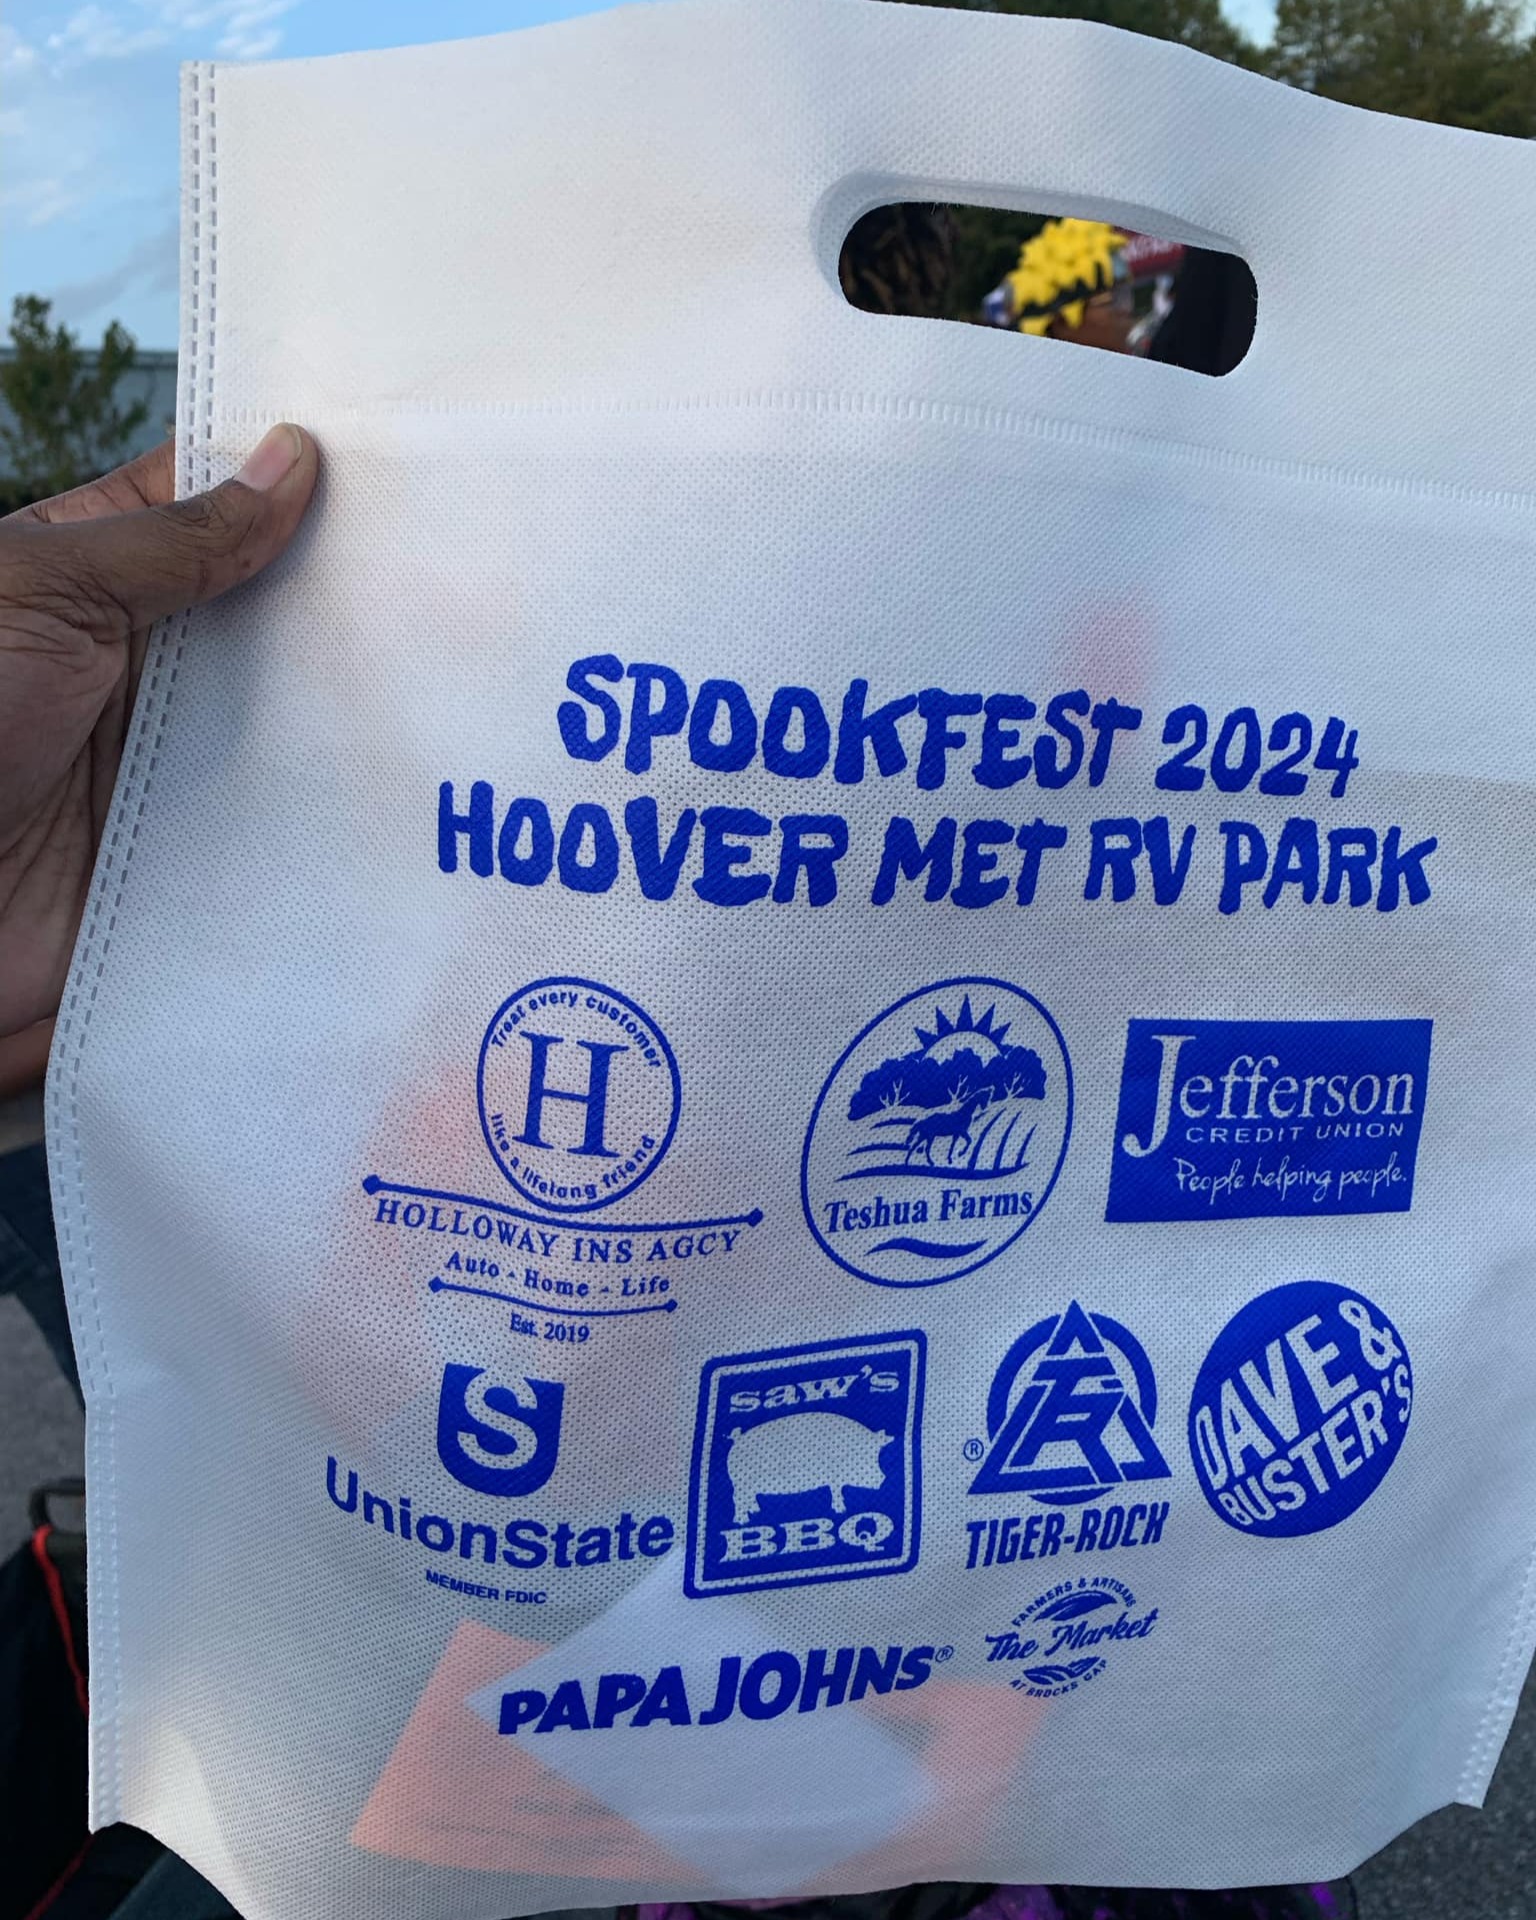 SPOOKFEST 2024
HOOVER MET RV PARK
Treat every customer
H
like a lifelong friend
HOLLOWAY INS AGCY
Auto - Home - Life
Est. 2019
Teshua Farms
Jefferson
CREDIT UNION
People helping people.
US
UnionState
MEMBER FDIC
saw's
BBQ
®
TIGER-ROCK
DAVE &
BUSTER'S
PAPA JOHNS®
FARMERS & ARTISANS
The Market
AT BROCKS GAP